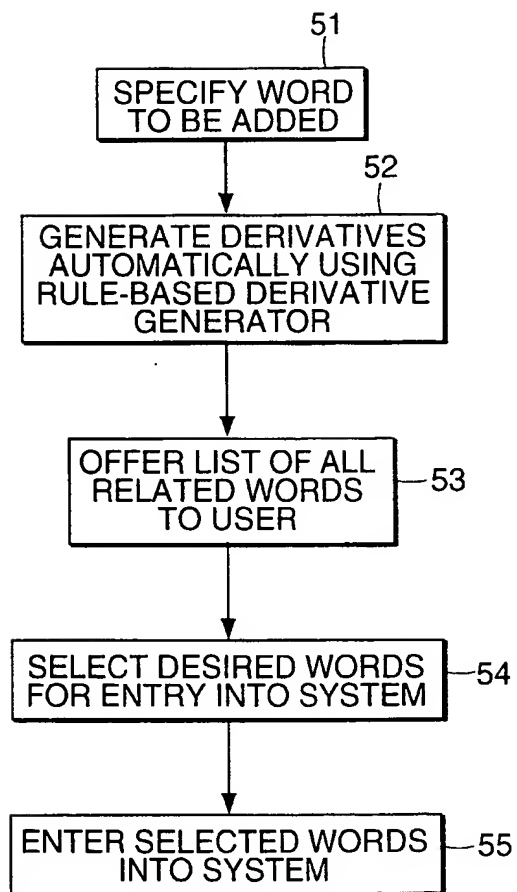 51
SPECIFY WORD
TO BE ADDED
52
GENERATE DERIVATIVES
AUTOMATICALLY USING
RULE-BASED DERIVATIVE
GENERATOR
OFFER LIST OF ALL
RELATED WORDS
TO USER
53
SELECT DESIRED WORDS
FOR ENTRY INTO SYSTEM
54
ENTER SELECTED WORDS
INTO SYSTEM
55